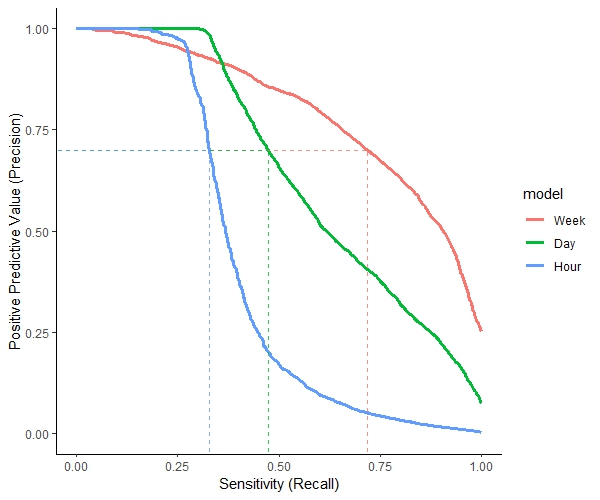 Positive Predictive Value (Precision)
1.00
0.75
0.50
0.25
0.00
0.00 0.25 0.50 0.75 1.00
Sensitivity (Recall)
model
Week
Day
Hour